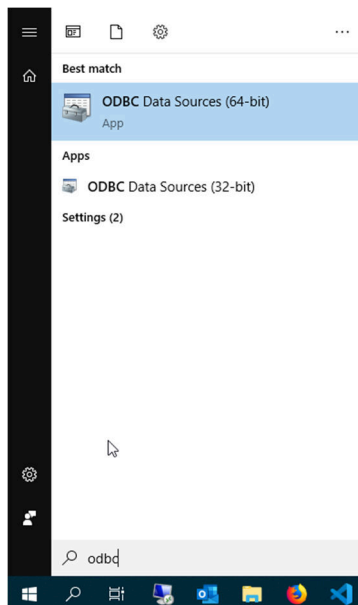 ...
Best match
ODBC Data Sources (64-bit)
App
Apps
ODBC Data Sources (32-bit)
Settings (2)
odbc